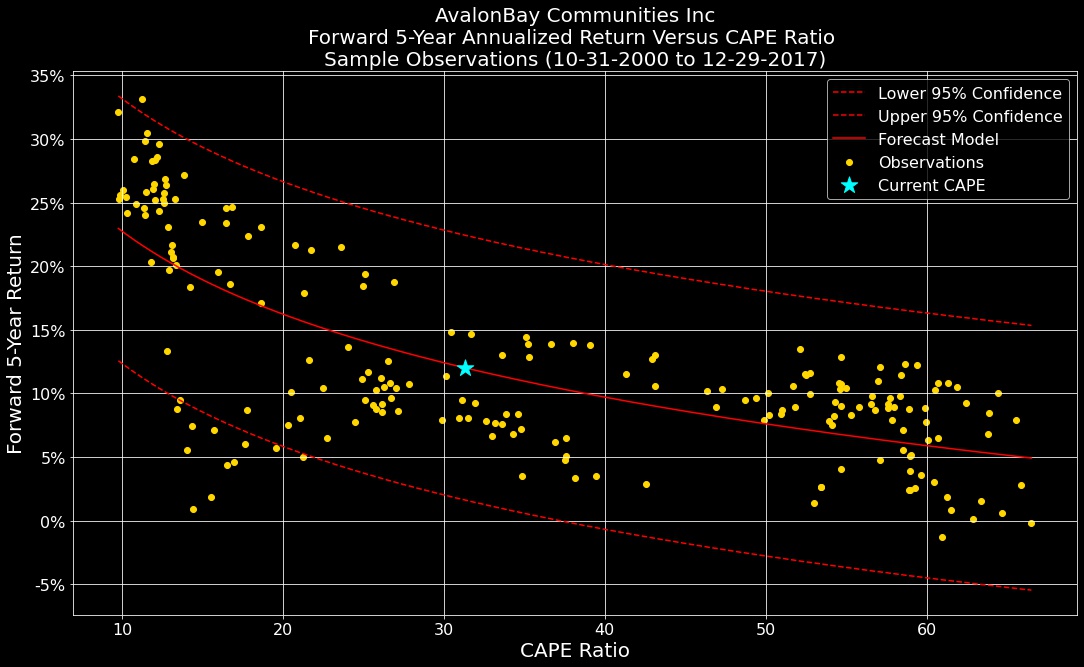 AvalonBay Communities Inc
Forward 5-Year Annualized Return Versus CAPE Ratio
Sample Observations (10-31-2000 to 12-29-2017)
Lower 95% Confidence
Upper 95% Confidence
Forecast Model
Observations
Current CAPE
Forward 5-Year Return
35%
30%
25%
20%
15%
10%
5%
0%
-5%
10 20 30 40 50 60
CAPE Ratio